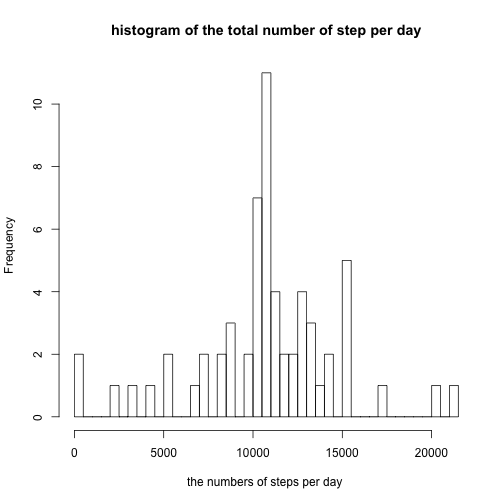 histogram of the total number of step per day
Frequency
10
8
6
4
2
0
0 5000 10000 15000 20000
the numbers of steps per day